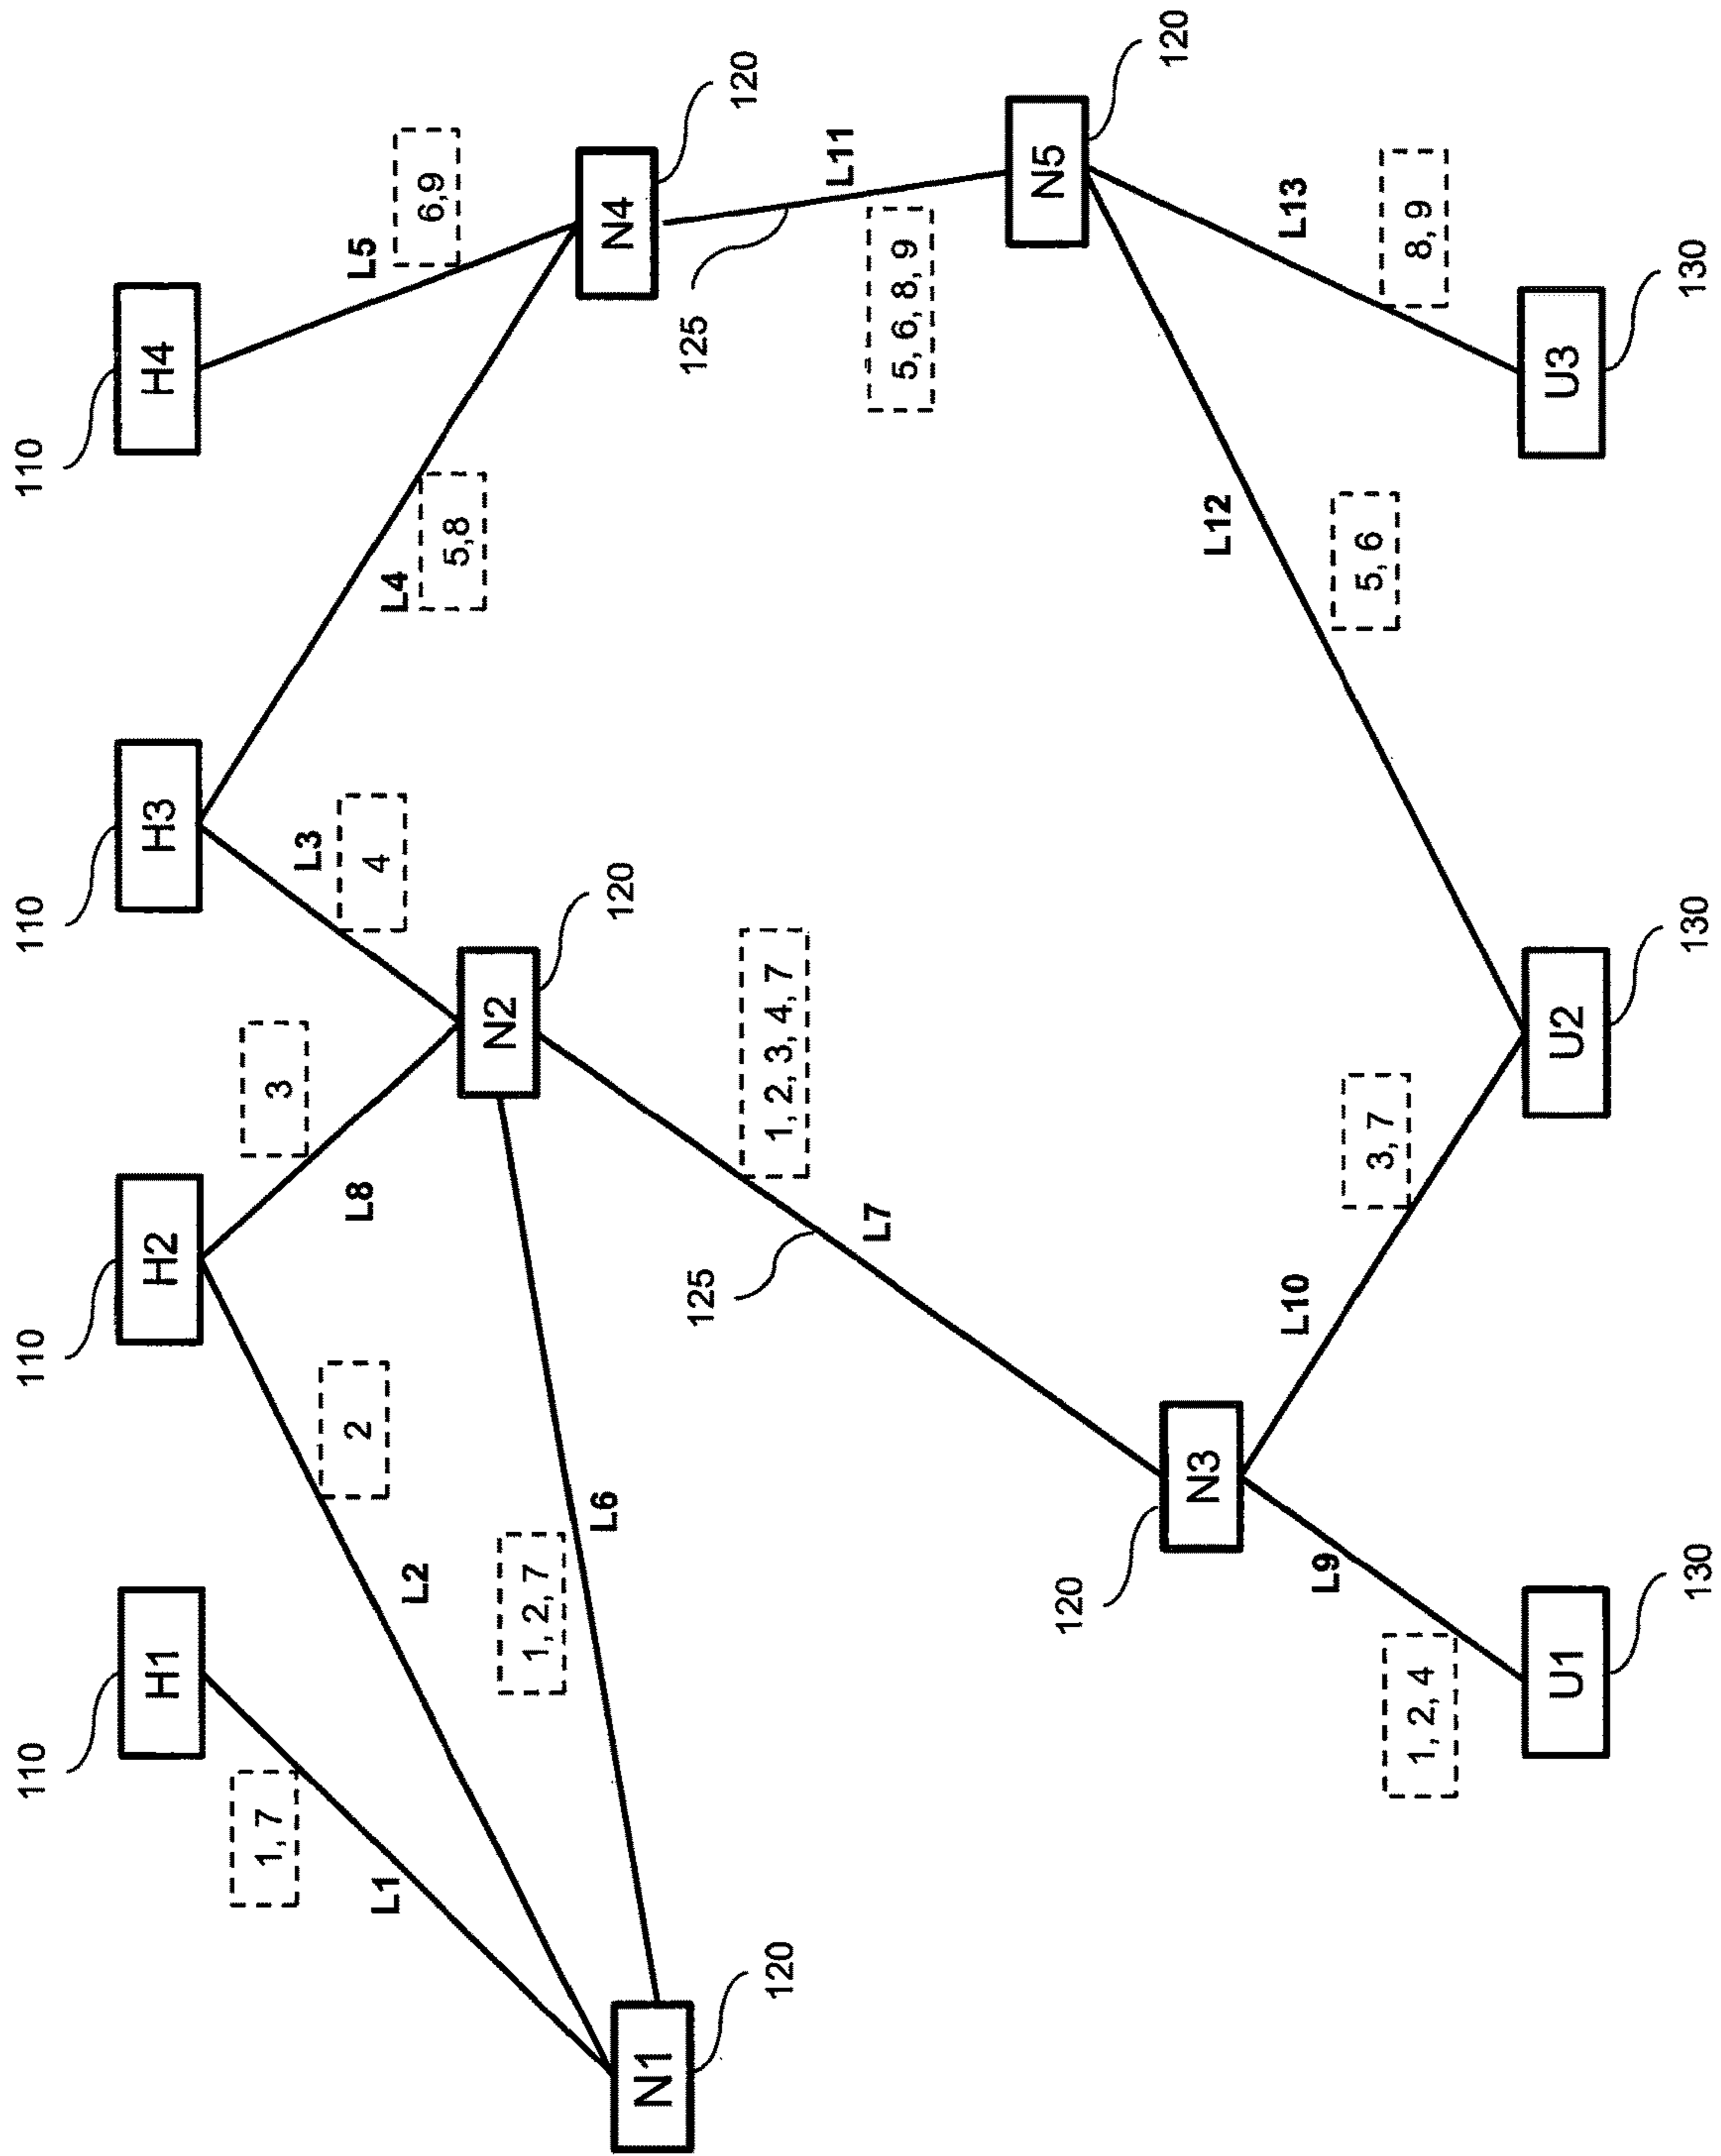 110
110
110
110
H1
H2
H3
H4
1, 7
3
4
L5
6,9
L1
L2
2
L8
L3
L4
5,8
N2
120
N4
120
1, 2, 7
L6
N1
120
125
1, 2, 3, 4, 7
125
L11
L7
5, 6, 8, 9
N5
120
120
N3
L12
L9
L10
L13
1, 2, 4
3, 7
5, 6
8, 9
U1
U2
U3
130
130
130